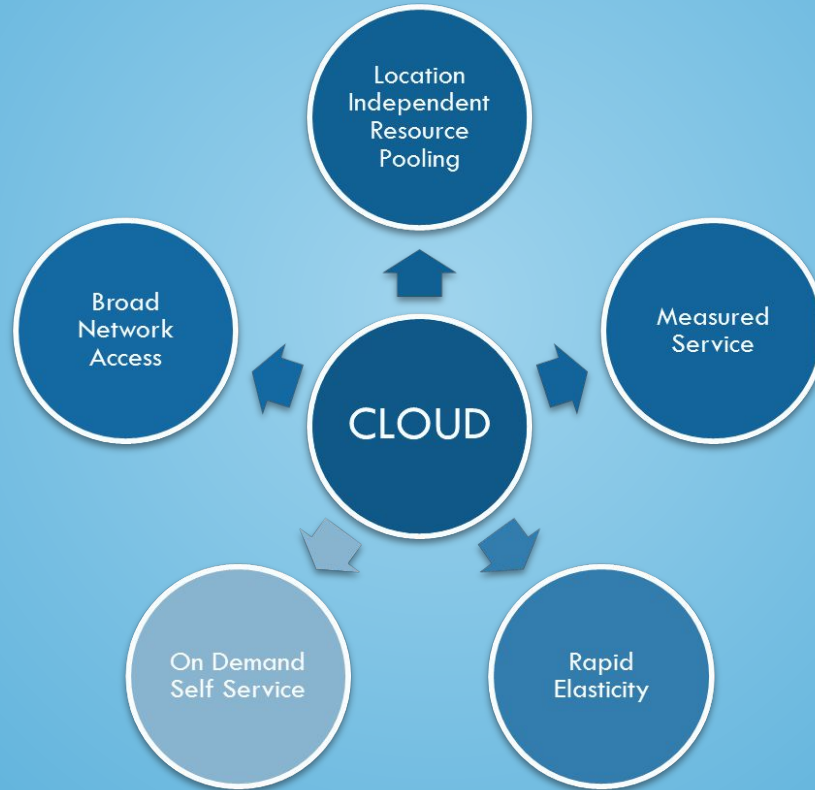 Location
Independent
Resource
Pooling
Broad
Network
Access
Measured
Service
CLOUD
On Demand
Self Service
Rapid
Elasticity